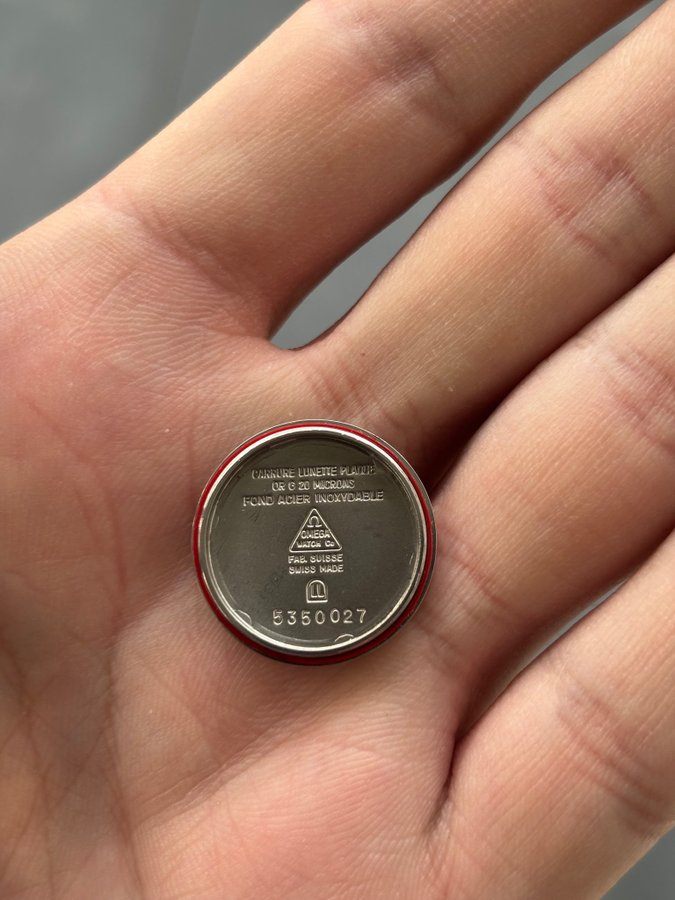 CARRURE LUNETTE PLAQUE
OR G 20 MICRONS
FOND ACIER INOXYDABLE
Ω
OMEGA
WATCH Co
FAB. SUISSE
SWISS MADE
5350027